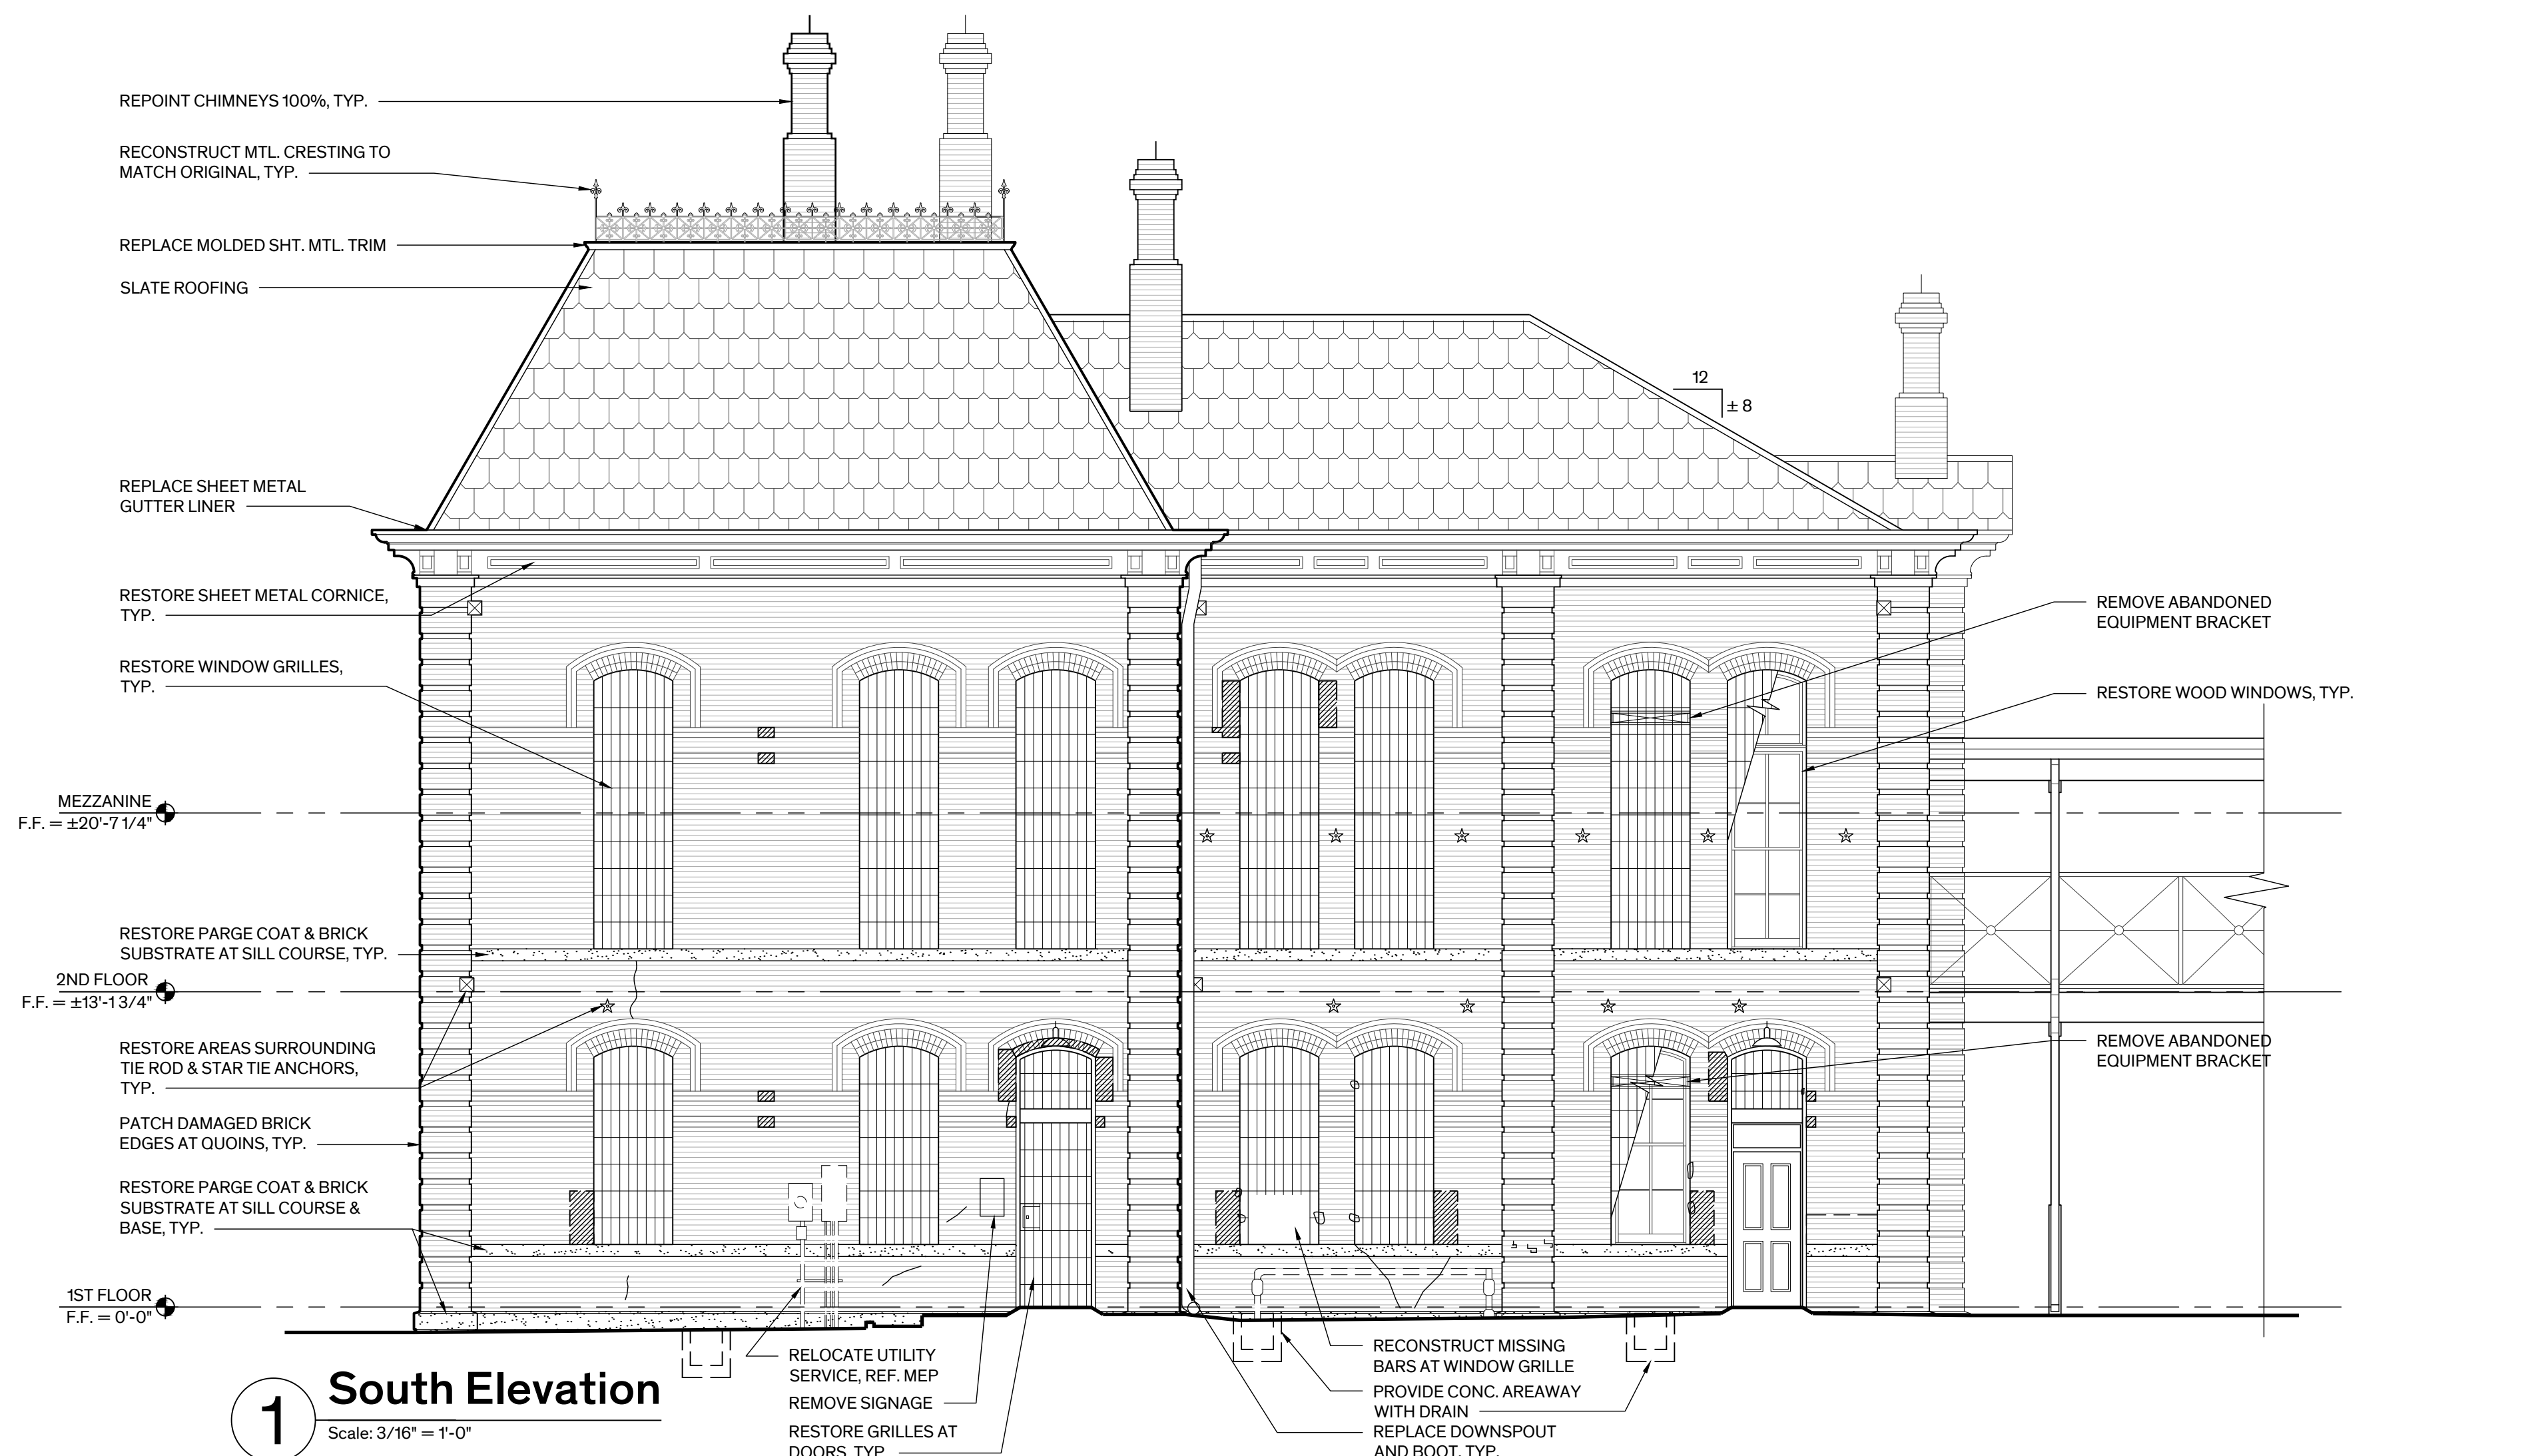 REPOINT CHIMNEYS 100%, TYP.
RECONSTRUCT MTL. CRESTING TO
MATCH ORIGINAL, TYP.
REPLACE MOLDED SHT. MTL. TRIM
SLATE ROOFING
12
± 8
REPLACE SHEET METAL
GUTTER LINER
RESTORE SHEET METAL CORNICE,
TYP.
RESTORE WINDOW GRILLES,
TYP.
MEZZANINE
F.F. = ±20'-7 1/4"
RESTORE PARGE COAT & BRICK
SUBSTRATE AT SILL COURSE, TYP.
2ND FLOOR
F.F. = ±13'-1 3/4"
RESTORE AREAS SURROUNDING
TIE ROD & STAR TIE ANCHORS,
TYP.
PATCH DAMAGED BRICK
EDGES AT QUOINS, TYP.
RESTORE PARGE COAT & BRICK
SUBSTRATE AT SILL COURSE &
BASE, TYP.
1ST FLOOR
F.F. = 0'-0"
REMOVE ABANDONED
EQUIPMENT BRACKET
RESTORE WOOD WINDOWS, TYP.
REMOVE ABANDONED
EQUIPMENT BRACKET
RELOCATE UTILITY
SERVICE, REF. MEP
REMOVE SIGNAGE
RESTORE GRILLES AT
DOORS, TYP
RECONSTRUCT MISSING
BARS AT WINDOW GRILLE
PROVIDE CONC. AREAWAY
WITH DRAIN
REPLACE DOWNSPOUT
AND BOOT, TYP.
1
South Elevation
Scale: 3/16" = 1'-0"